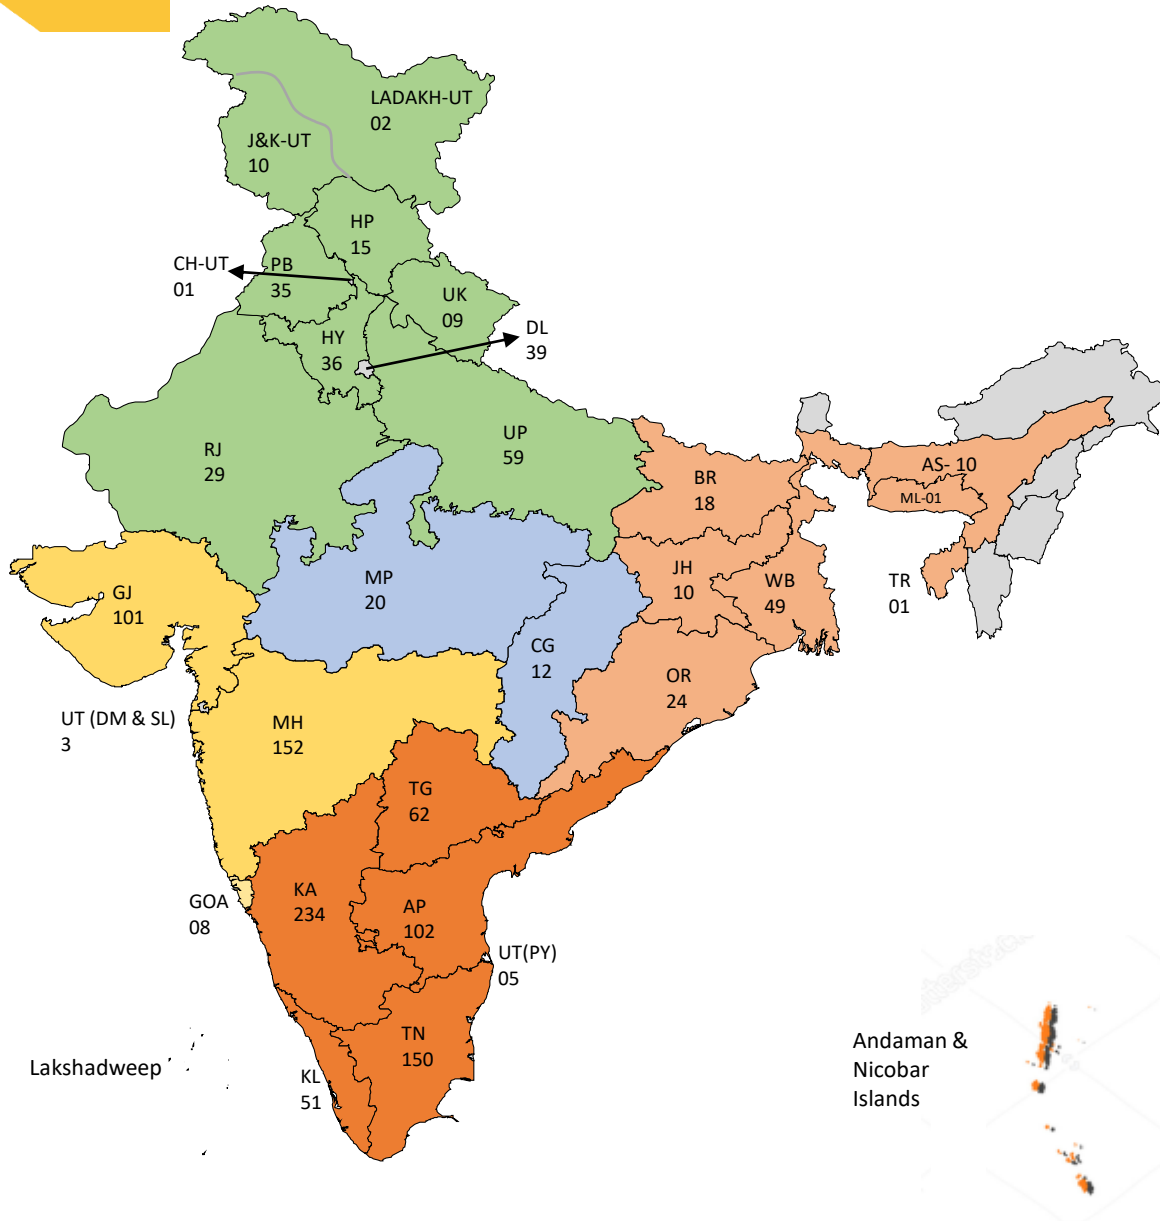 LADAKH-UT
02
J&K-UT
10
HP
15
CH-UT
01
PB
35
UK
09
HY
36
DL
39
RJ
29
UP
59
BR
18
AS- 10
ML-01
TR
01
GJ
101
MP
20
JH
10
WB
49
CG
12
OR
24
UT (DM & SL)
3
MH
152
TG
62
GOA
08
KA
234
AP
102
UT(PY)
05
TN
150
KL
51
Lakshadweep
Andaman &
Nicobar
Islands